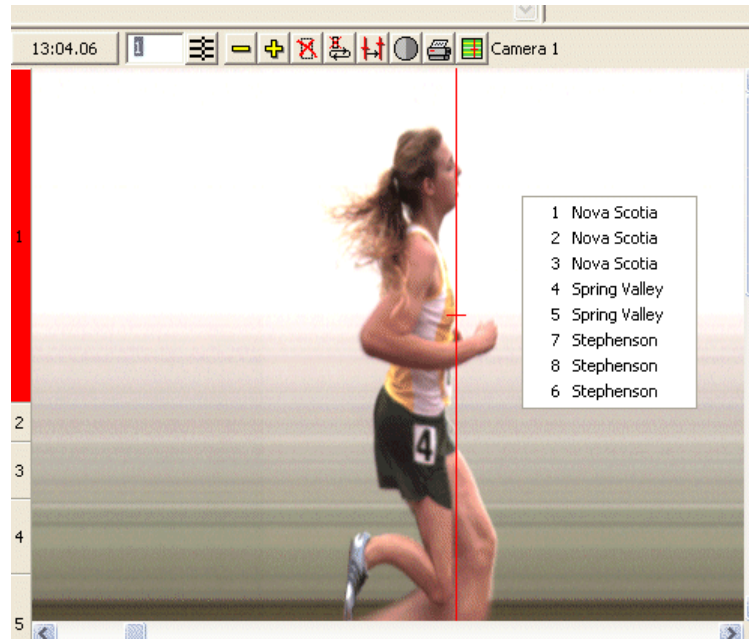 13:04.06 1 Camera 1
1 Nova Scotia
2 Nova Scotia
3 Nova Scotia
4 Spring Valley
5 Spring Valley
7 Stephenson
8 Stephenson
6 Stephenson
1
2
3
4
5
4